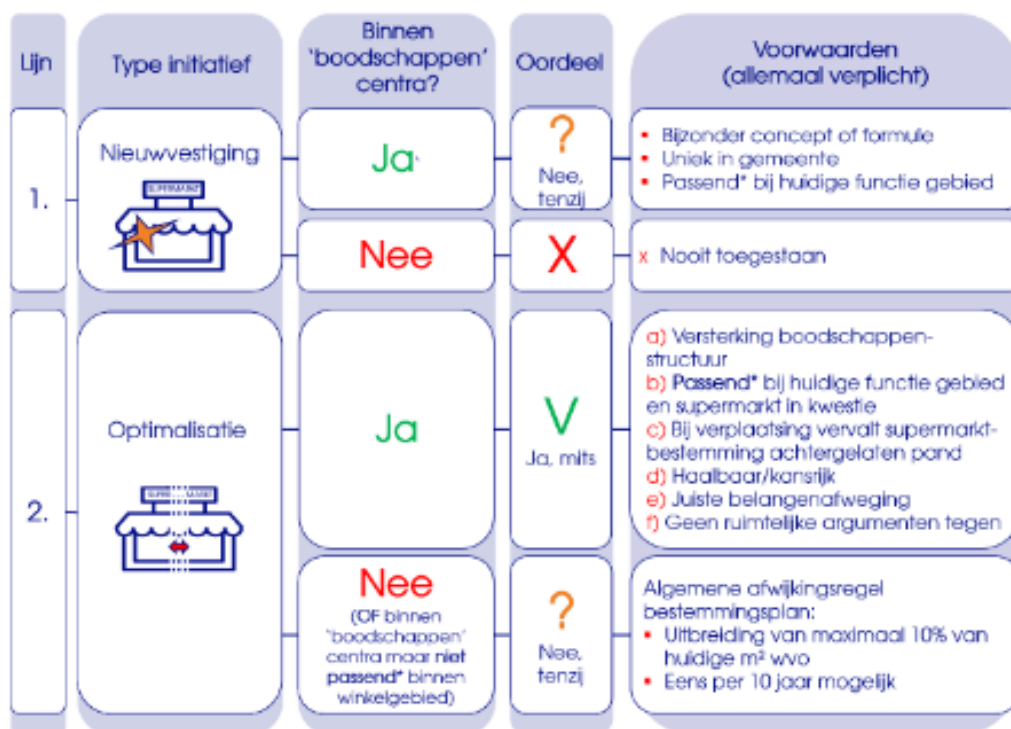 Lijn
Type initiatief
Binnen
'boodschappen'
centra?
Oordeel
Voorwaarden
(allemaal verplicht)
1.
Nieuwvestiging
SUPERMARKT
Ja
?
Nee,
tenzij
▪ Bijzonder concept of formule
▪ Uniek in gemeente
▪ Passend* bij huidige functie gebied
Nee
X
x Nooit toegestaan
2.
Optimalisatie
Ja
V
Ja, mits
a) Versterking boodschappen-
structuur
b) Passend* bij huidige functie gebied
en supermarkt in kwestie
c) Bij verplaatsing vervalt supermarkt-
bestemming achtergelaten pand
d) Haalbaar/kansrijk
e) Juiste belangenafweging
f) Geen ruimtelijke argumenten tegen
Nee
(OF binnen
'boodschappen'
centra maar niet
passend* binnen
winkelgebied)
?
Nee,
tenzij
Algemene afwijkingsregel
bestemmingsplan:
▪ Uitbreiding van maximaal 10% van
huidige m² wvo
▪ Eens per 10 jaar mogelijk